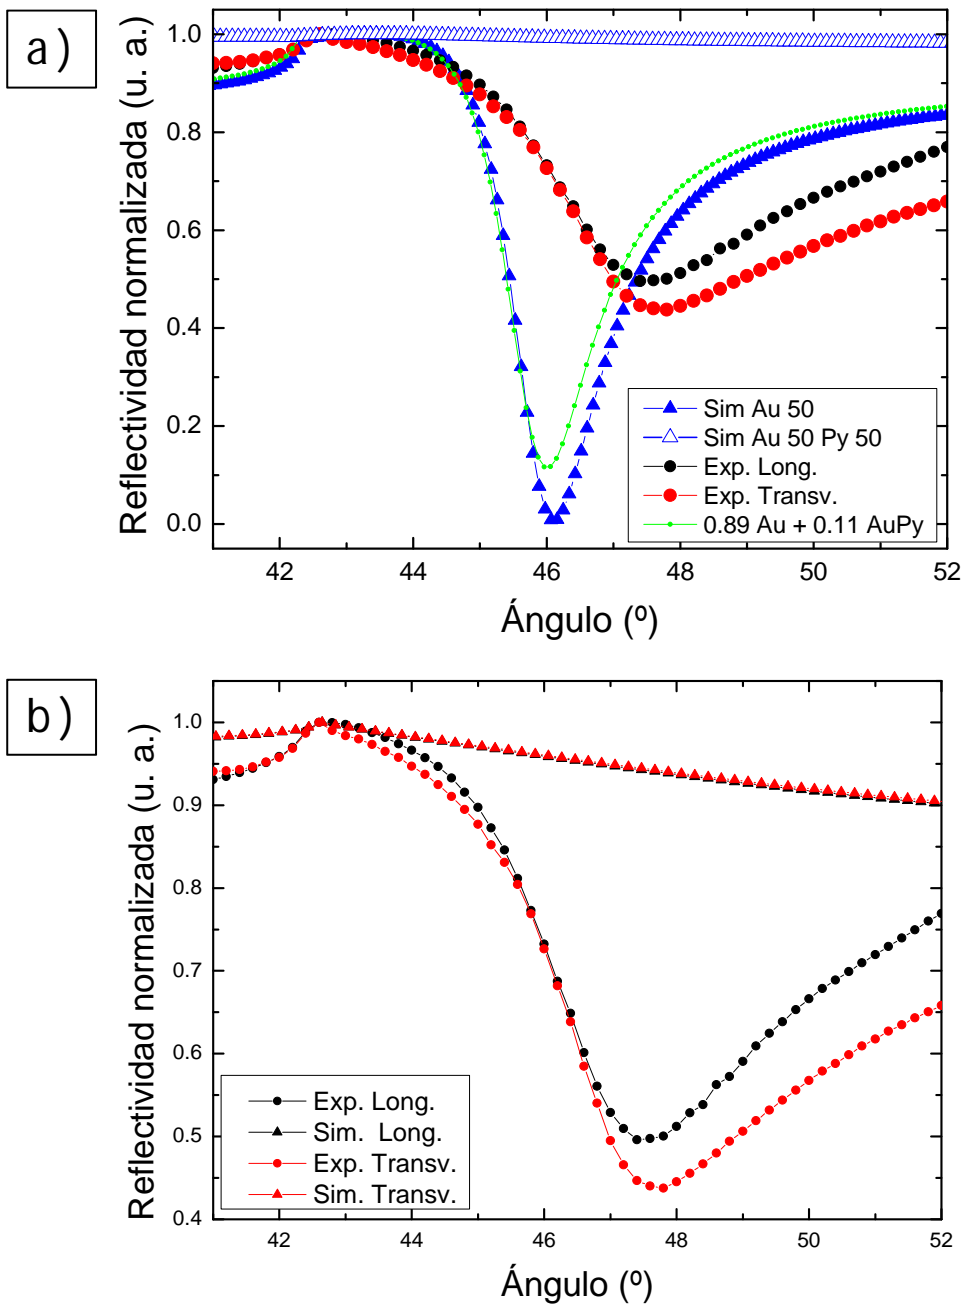 a)
Reflectividad normalizada (u. a.)
1.0
0.8
0.6
0.4
0.2
0.0
Sim Au 50
Sim Au 50 Py 50
Exp. Long.
Exp. Transv.
0.89 Au + 0.11 AuPy
42
44
46
48
50
52
Ángulo (º)
b)
Reflectividad normalizada (u. a.)
1.0
0.9
0.8
0.7
0.6
0.5
0.4
Exp. Long.
Sim. Long.
Exp. Transv.
Sim. Transv.
42
44
46
48
50
52
Ángulo (º)